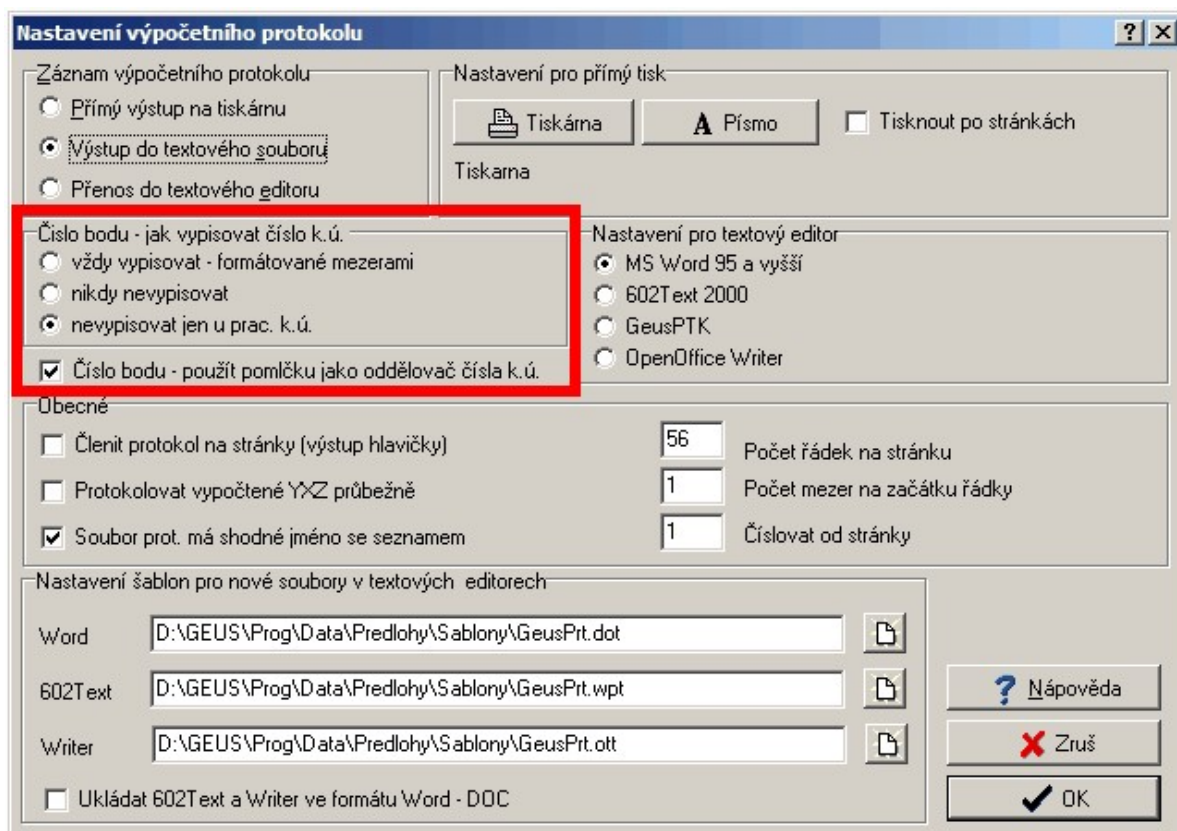 Nastavení výpočetního protokolu
Záznam výpočetního protokolu
Přímý výstup na tiskárnu
Výstup do textového souboru
Přenos do textového editoru
Nastavení pro přímý tisk
Tiskárna
A Písmo
Tisknout po stránkách
Tiskarna
Čislo bodu - jak vypisovat číslo k.ú.
vždy vypisovat - formátované mezerami
nikdy nevypisovat
nevypisovat jen u prac. k.ú.
Číslo bodu - použít pomlčku jako oddělovač čísla k.ú.
Nastavení pro textový editor
MS Word 95 a vyšší
602Text 2000
GeusPTK
OpenOffice Writer
Obecné
Členit protokol na stránky (výstup hlavičky)
Protokolovat vypočtené YXZ průbežně
Soubor prot. má shodné jméno se seznamem
56 Počet řádek na stránku
1 Počet mezer na začátku řádky
1 Číslovat od stránky
Nastavení šablon pro nové soubory v textových editorech
Word D:\GEUS\Prog\Data\Predlohy\Sablony\GeusPrt.dot
602Text D:\GEUS\Prog\Data\Predlohy\Sablony\GeusPrt.wpt
Writer D:\GEUS\Prog\Data\Predlohy\Sablony\GeusPrt.ott
Ukládat 602Text a Writer ve formátu Word - DOC
? Nápověda
Zruš
OK